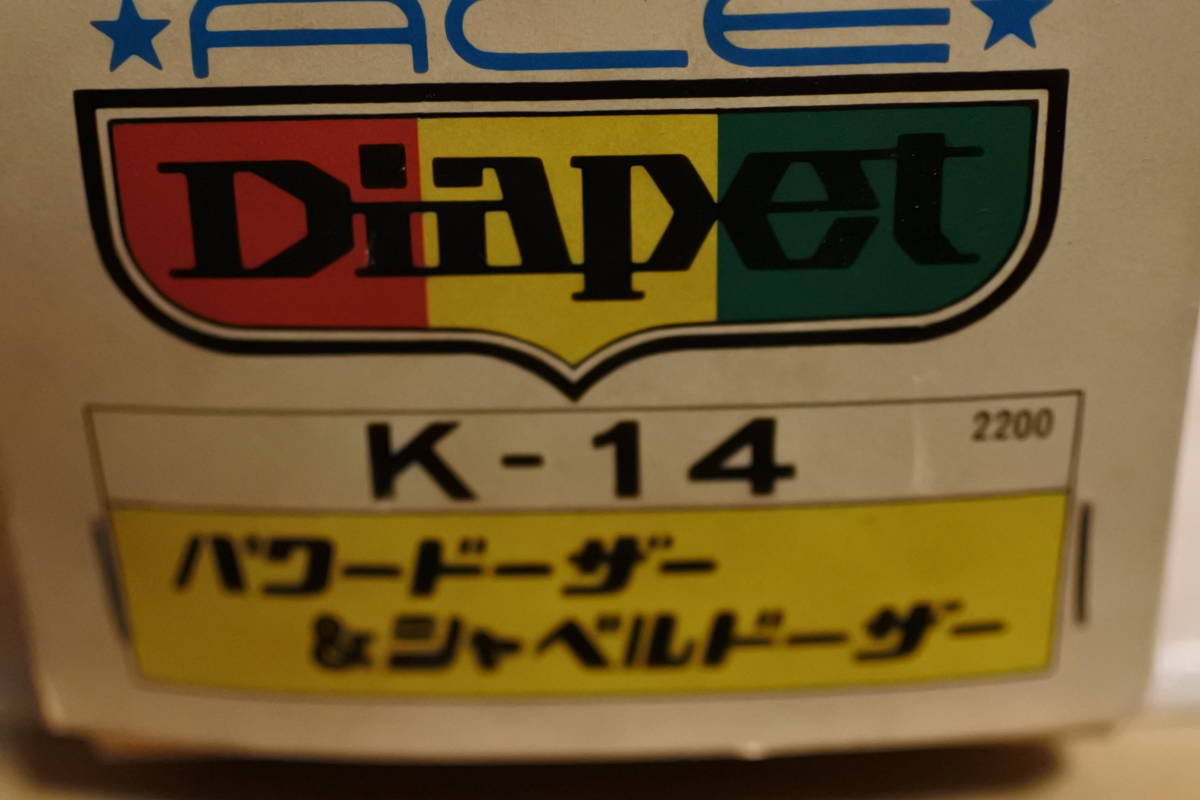 ACE
Diapet
K-14
2200
パワードーザー
&シャベルドーザー